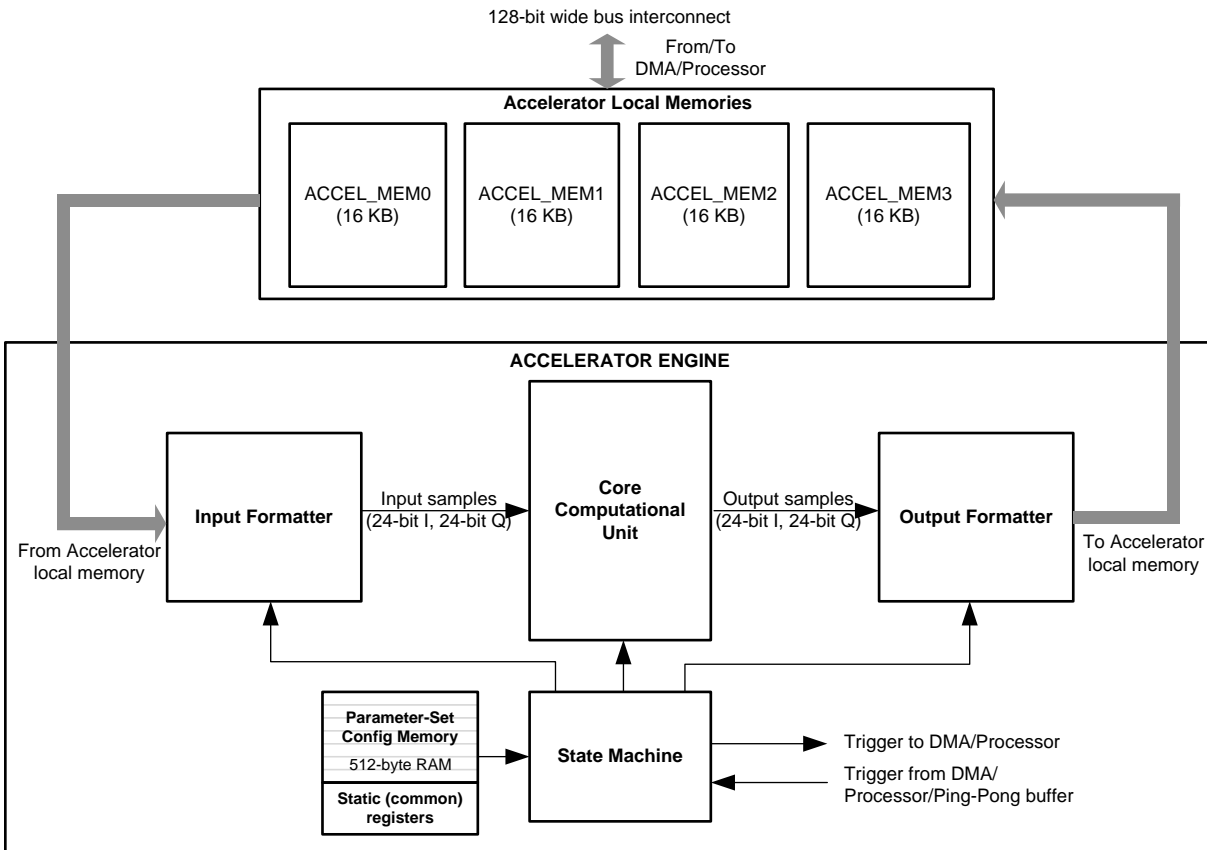 128-bit wide bus interconnect
From/To
DMA/Processor
Accelerator Local Memories
ACCEL_MEM0
(16 KB)
ACCEL_MEM1
(16 KB)
ACCEL_MEM2
(16 KB)
ACCEL_MEM3
(16 KB)
ACCELERATOR ENGINE
Input Formatter
Input samples
(24-bit I, 24-bit Q)
Core
Computational
Unit
Output samples
(24-bit I, 24-bit Q)
Output Formatter
From Accelerator
local memory
To Accelerator
local memory
Parameter-Set
Config Memory
512-byte RAM
Static (common)
registers
State Machine
Trigger to DMA/Processor
Trigger from DMA/
Processor/Ping-Pong buffer